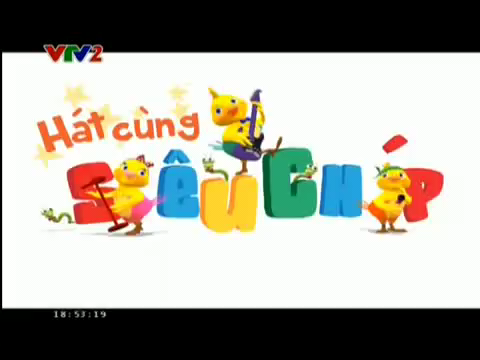 VTV2
Hát cùng
SIÊU CHÍP
18:53:19